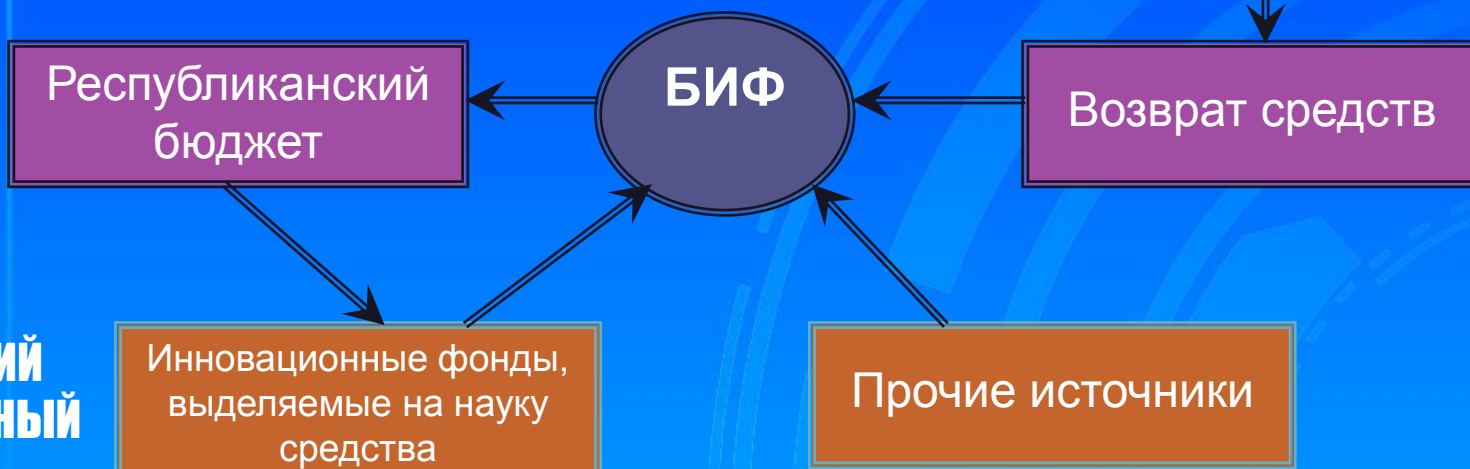 Республиканский
бюджет
БИФ
Возврат средств
Инновационные фонды,
выделяемые на науку
средства
Прочие источники